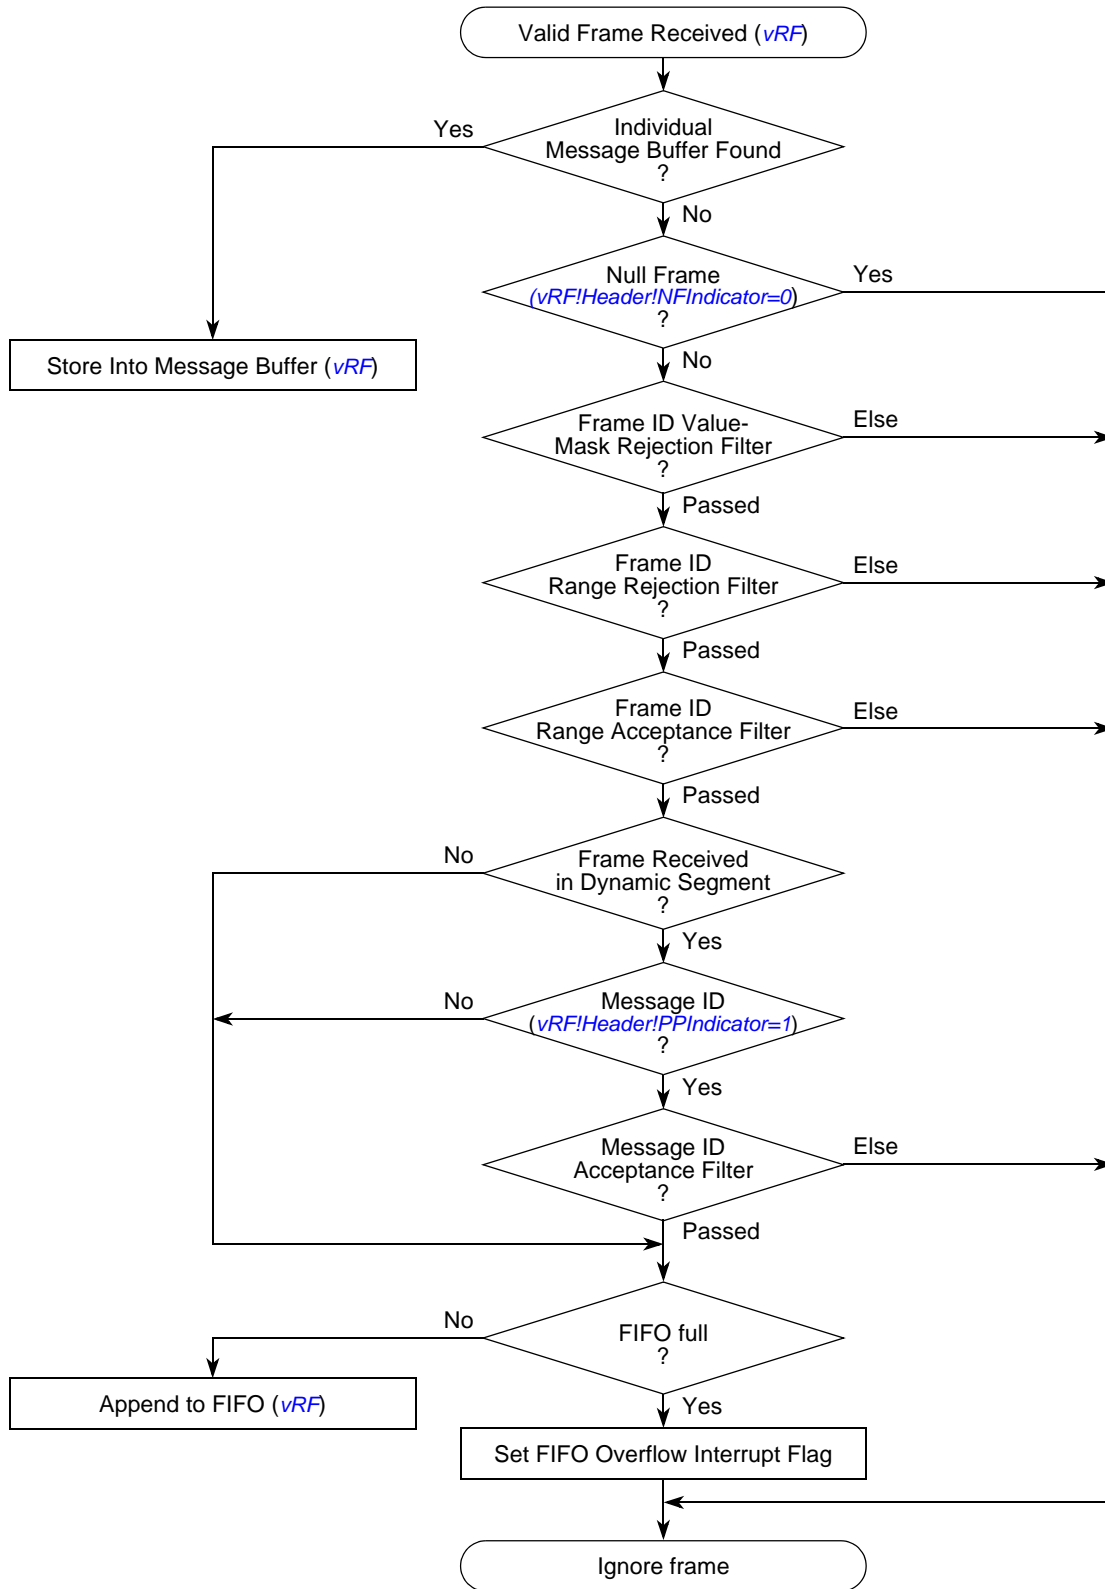 Valid Frame Received (vRF)
Yes
Individual
Message Buffer Found
?
No
Null Frame
(vRF!Header!NFIndicator=0)
?
Yes
Store Into Message Buffer (vRF)
No
Frame ID Value-
Mask Rejection Filter
?
Else
Passed
Frame ID
Range Rejection Filter
?
Else
Passed
Frame ID
Range Acceptance Filter
?
Else
Passed
No
Frame Received
in Dynamic Segment
?
Yes
No
Message ID
(vRF!Header!PPIndicator=1)
?
Yes
Message ID
Acceptance Filter
?
Else
Passed
No
FIFO full
?
Append to FIFO (vRF)
Yes
Set FIFO Overflow Interrupt Flag
Ignore frame